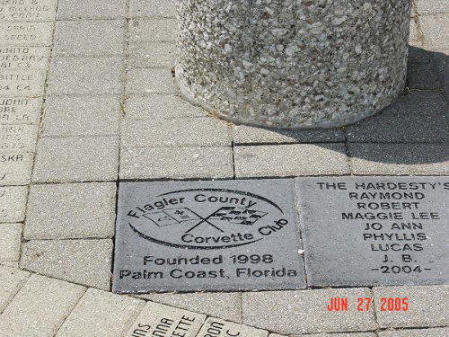 Flagler County
Corvette Club
Founded 1998
Palm Coast, Florida
THE HARDESTY'S
RAYMOND
ROBERT
MAGGIE LEE
JO ANN
PHYLLIS
LUCAS
J. B.
-2004-
JUN 27 2005